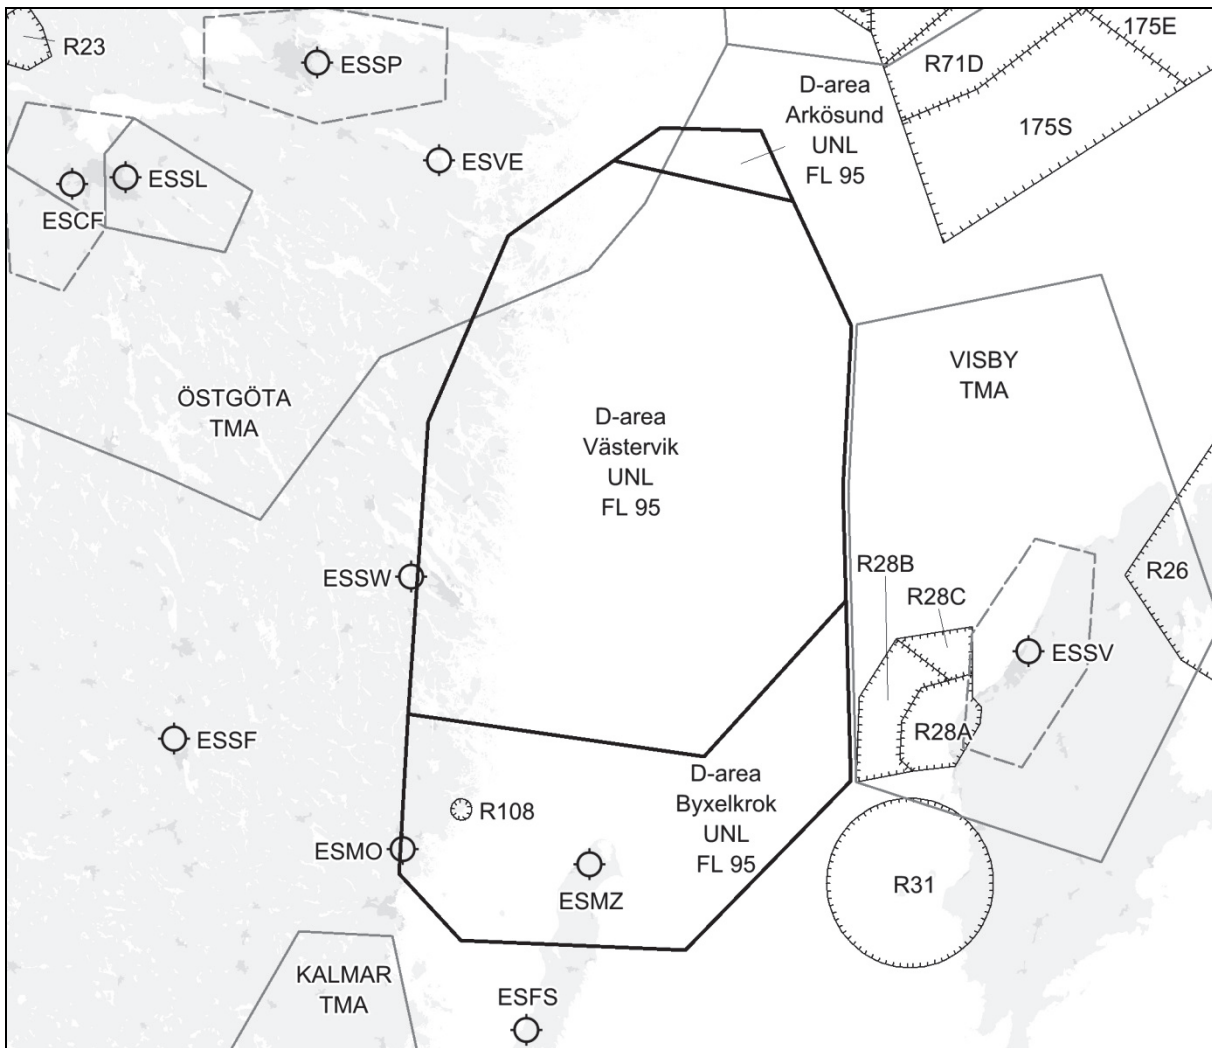 R23
ESSP
175E
R71D
D-area
Arkösund
UNL
FL 95
175S
ESVE
ESSL
ESCF
VISBY
TMA
ÖSTGÖTA
TMA
D-area
Västervik
UNL
FL 95
R28B
R26
ESSW
R28C
ESSV
ESSF
R28A
D-area
Byxelkrok
UNL
FL 95
R108
ESMO
ESMZ
R31
KALMAR
TMA
ESFS